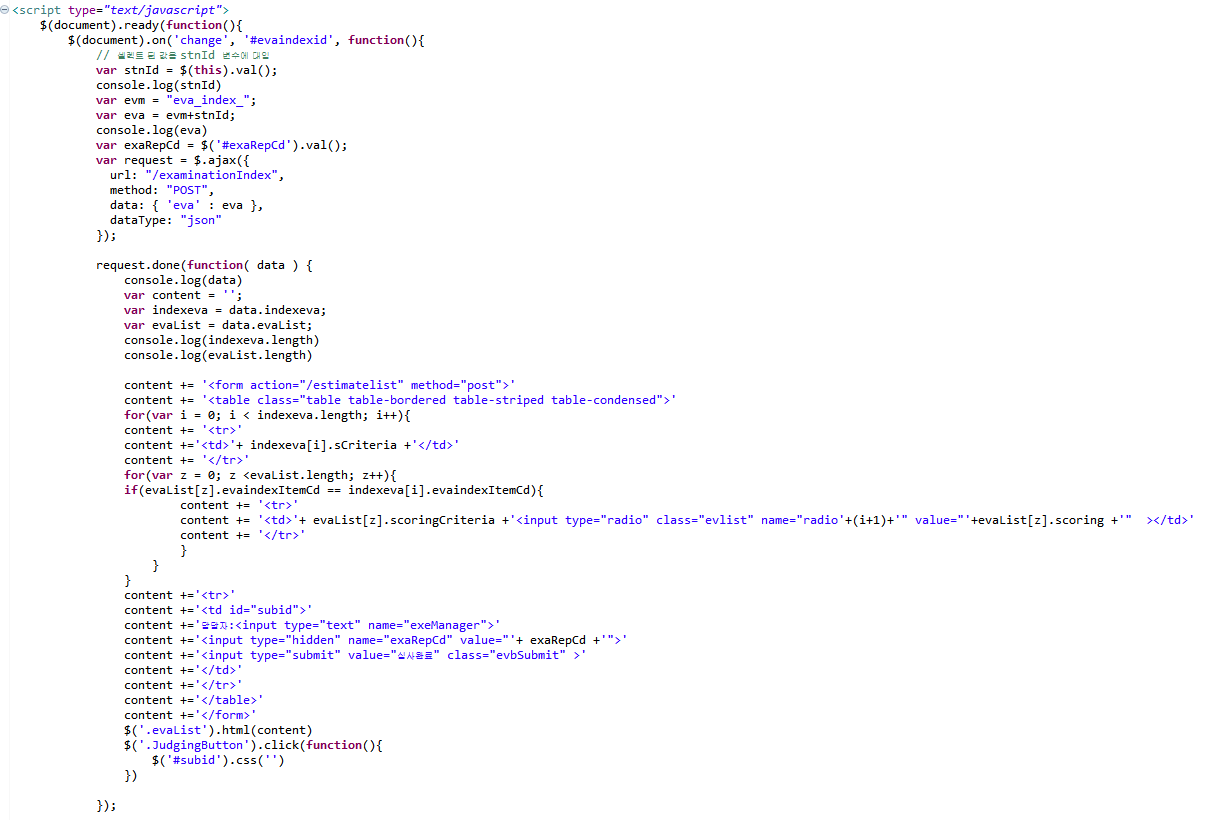 <script type="text/javascript">
$(document).ready(function(){
$(document).on('change', '#evaindexid', function(){
// 셀렉트 된 값을 stnId 변수에 대입
var stnId = $(this).val();
console.log(stnId)
var evm = "eva_index_";
var eva = evm+stnId;
console.log(eva)
var exaRepCd = $('#exaRepCd').val();
var request = $.ajax({
url: "/examinationIndex",
method: "POST",
data: { 'eva' : eva },
dataType: "json"
});
request.done(function( data ) {
console.log(data)
var content = '';
var indexeva = data.indexeva;
var evaList = data.evaList;
console.log(indexeva.length)
console.log(evaList.length)
content += '<form action="/estimatelist" method="post">'
content += '<table class="table table-bordered table-striped table-condensed">'
for(var i = 0; i < indexeva.length; i++){
content += '<tr>'
content +='<td>'+ indexeva[i].sCriteria +'</td>'
content += '</tr>'
for(var z = 0; z <evaList.length; z++){
if(evaList[z].evaindexItemCd == indexeva[i].evaindexItemCd){
content += '<tr>'
content += '<td>'+ evaList[z].scoringCriteria +'<input type="radio" class="evlist" name="radio'+(i+1)+'" value="'+evaList[z].scoring +'"  ></td>'
content += '</tr>'
}
}
}
content +='<tr>'
content +='<td id="subid">'
content +='담당자:<input type="text" name="exeManager">'
content +='<input type="hidden" name="exaRepCd" value="'+ exaRepCd +'">'
content +='<input type="submit" value="심사완료" class="evbSubmit" >'
content +='</td>'
content +='</tr>'
content +='</table>'
content +='</form>'
$('.evaList').html(content)
$('.JudgingButton').click(function(){
$('#subid').css('')
})
});